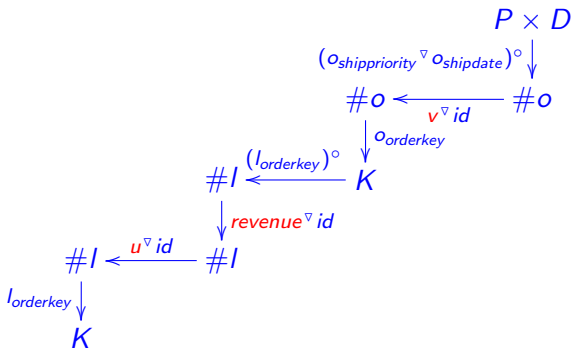 P × D
(o_shippriority ▿ o_shipdate)°
#o #o
v ▿ id
o_orderkey
(l_orderkey)°
#l K
revenue ▿ id
u ▿ id
#l #l
l_orderkey
K